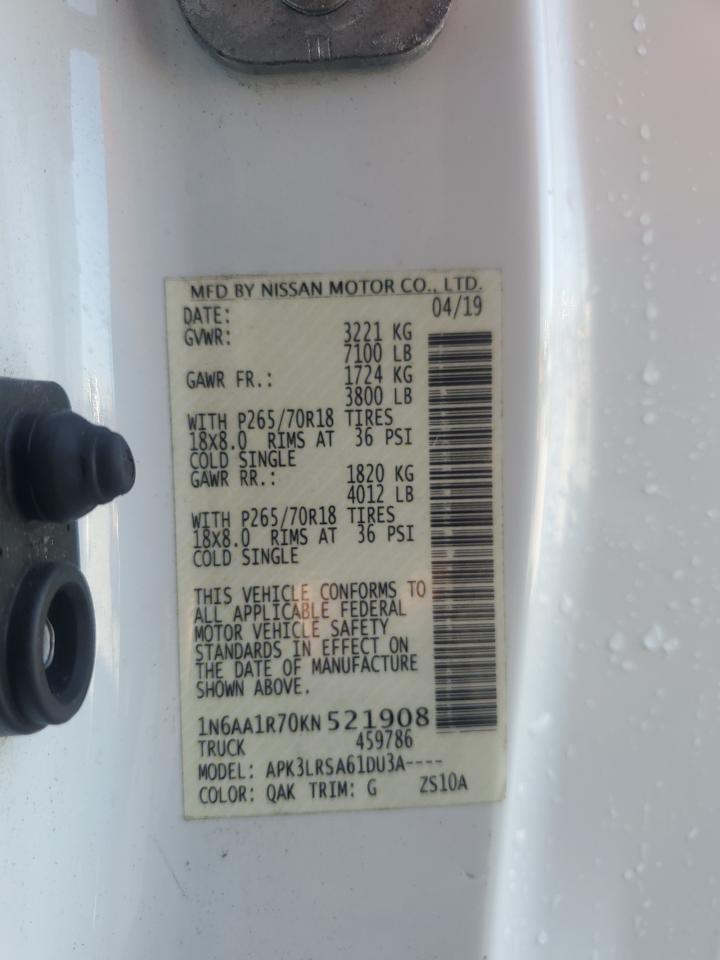 MFD BY NISSAN MOTOR CO., LTD.
DATE: 04/19
GVWR: 3221 KG
7100 LB
GAWR FR.: 1724 KG
3800 LB
WITH P265/70R18 TIRES
18X8.0 RIMS AT 36 PSI
COLD SINGLE
GAWR RR.: 1820 KG
4012 LB
WITH P265/70R18 TIRES
18X8.0 RIMS AT 36 PSI
COLD SINGLE
THIS VEHICLE CONFORMS TO
ALL APPLICABLE FEDERAL
MOTOR VEHICLE SAFETY
STANDARDS IN EFFECT ON
THE DATE OF MANUFACTURE
SHOWN ABOVE.
1N6AA1R70KN521908
TRUCK 459786
MODEL: APK3LRSA61DU3A----
COLOR: QAK TRIM: G ZS10A